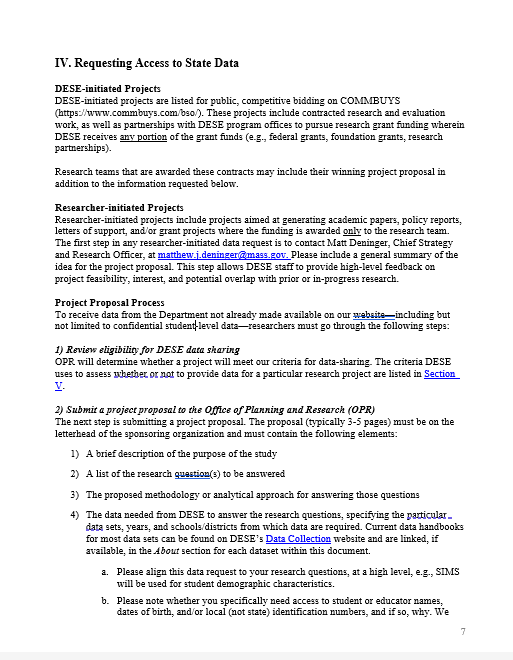 IV. Requesting Access to State Data
DESE-initiated Projects
DESE-initiated projects are listed for public, competitive bidding on COMMBUYS
(https://www.commbuys.com/bso/). These projects include contracted research and evaluation
work, as well as partnerships with DESE program offices to pursue research grant funding wherein
DESE receives any portion of the grant funds (e.g., federal grants, foundation grants, research
partnerships).
Research teams that are awarded these contracts may include their winning project proposal in
addition to the information requested below.
Researcher-initiated Projects
Researcher-initiated projects include projects aimed at generating academic papers, policy reports,
letters of support, and/or grant projects where the funding is awarded only to the research team.
The first step in any researcher-initiated data request is to contact Matt Deninger, Chief Strategy
and Research Officer, at matthew.j.deninger@mass.gov. Please include a general summary of the
idea for the project proposal. This step allows DESE staff to provide high-level feedback on
project feasibility, interest, and potential overlap with prior or in-progress research.
Project Proposal Process
To receive data from the Department not already made available on our website—including but
not limited to confidential student-level data—researchers must go through the following steps:
1) Review eligibility for DESE data sharing
OPR will determine whether a project will meet our criteria for data-sharing. The criteria DESE
uses to assess whether or not to provide data for a particular research project are listed in Section
V.
2) Submit a project proposal to the Office of Planning and Research (OPR)
The next step is submitting a project proposal. The proposal (typically 3-5 pages) must be on the
letterhead of the sponsoring organization and must contain the following elements:
1) A brief description of the purpose of the study
2) A list of the research question(s) to be answered
3) The proposed methodology or analytical approach for answering those questions
4) The data needed from DESE to answer the research questions, specifying the particular
data sets, years, and schools/districts from which data are required. Current data handbooks
for most data sets can be found on DESE's Data Collection website and are linked, if
available, in the About section for each dataset within this document.
a. Please align this data request to your research questions, at a high level, e.g., SIMS
will be used for student demographic characteristics.
b. Please note whether you specifically need access to student or educator names,
dates of birth, and/or local (not state) identification numbers, and if so, why. We
7